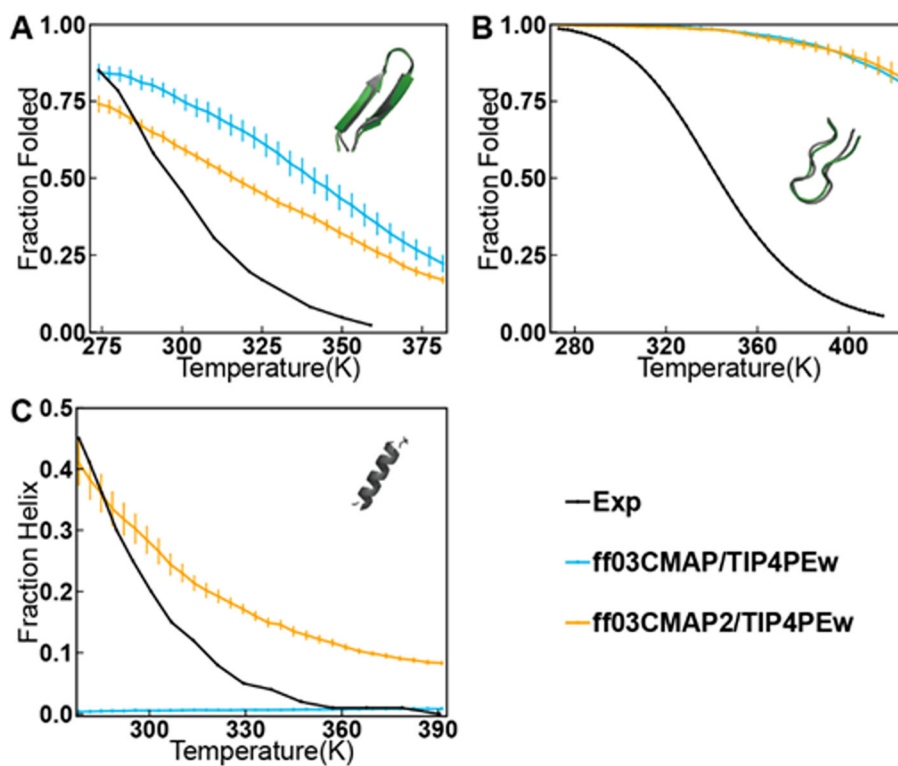 A
Fraction Folded
1.00
0.75
0.50
0.25
0.00
275 300 325 350 375
Temperature(K)
B
Fraction Folded
1.00
0.75
0.50
0.25
0.00
280 320 360 400
Temperature(K)
C
Fraction Helix
0.5
0.4
0.3
0.2
0.1
0.0
300 330 360 390
Temperature(K)
Exp
ff03CMAP/TIP4PEw
ff03CMAP2/TIP4PEw